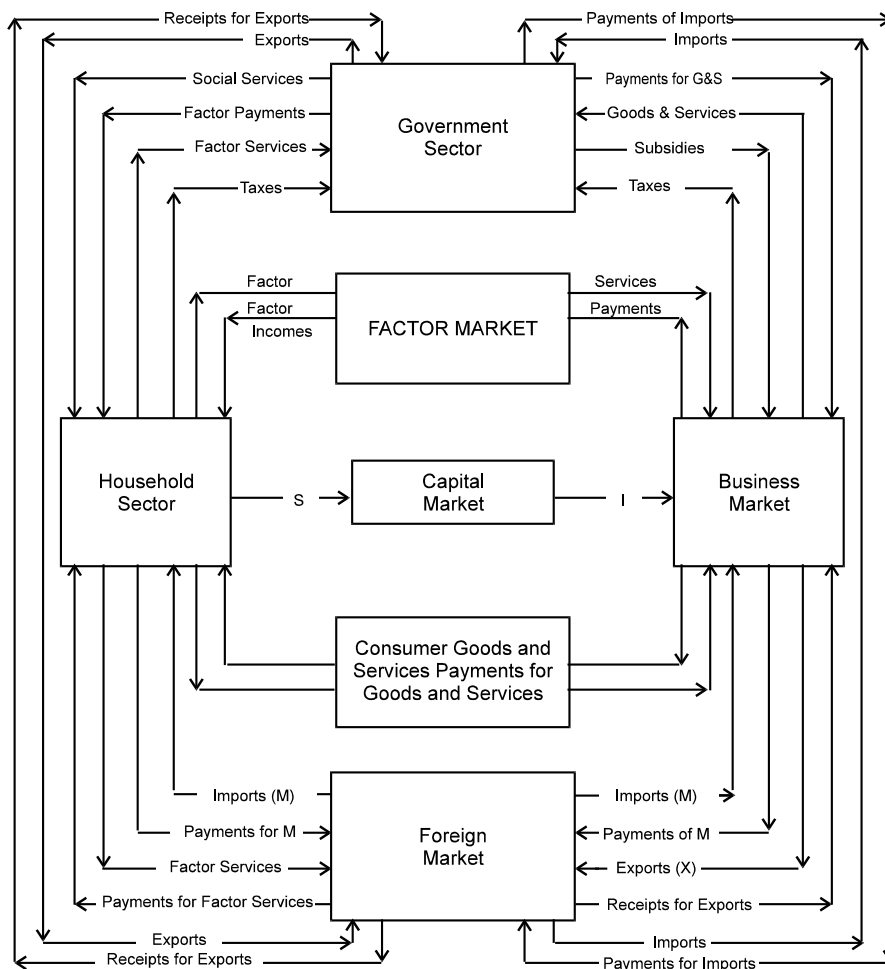 Receipts for Exports
Payments of Imports
Exports
Imports
Social Services
Payments for G&S
Factor Payments
Goods & Services
Government
Sector
Factor Services
Subsidies
Taxes
Taxes
Factor
Services
Factor
Payments
Incomes
FACTOR MARKET
Household
Sector
S
Capital
Market
I
Business
Market
Consumer Goods and
Services Payments for
Goods and Services
Imports (M)
Imports (M)
Payments for M
Foreign
Market
Payments of M
Factor Services
Exports (X)
Payments for Factor Services
Receipts for Exports
Exports
Imports
Receipts for Exports
Payments for Imports